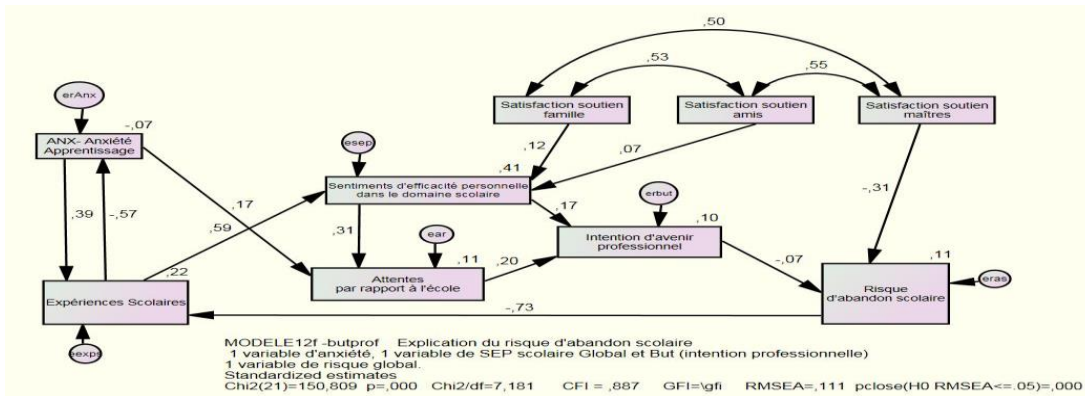 ,50
,53
,55
erAnx
Satisfaction soutien
famille
Satisfaction soutien
amis
Satisfaction soutien
maîtres
-,07
ANX- Anxiété
Apprentissage
esep
,12
,07
,41
Sentiments d'efficacité personnelle
dans le domaine scolaire
,17
-,31
erbut
,39
-,57
,59
,31
ear
,17
,10
Intention d'avenir
professionnel
,22
,11
,20
-,07
,11
Attentes
par rapport à l'école
Expériences Scolaires
Risque
d'abandon scolaire
eras
-,73
eexps
MODELE12f -butprof Explication du risque d'abandon scolaire
1 variable d'anxiété, 1 variable de SEP scolaire Global et But (intention professionnelle)
1 variable de risque global.
Standardized estimates
Chi2(21)=150,809 p=,000 Chi2/df=7,181 CFI = ,887 GFI=\gfi RMSEA=,111 pclose(H0 RMSEA<=.05)=,000